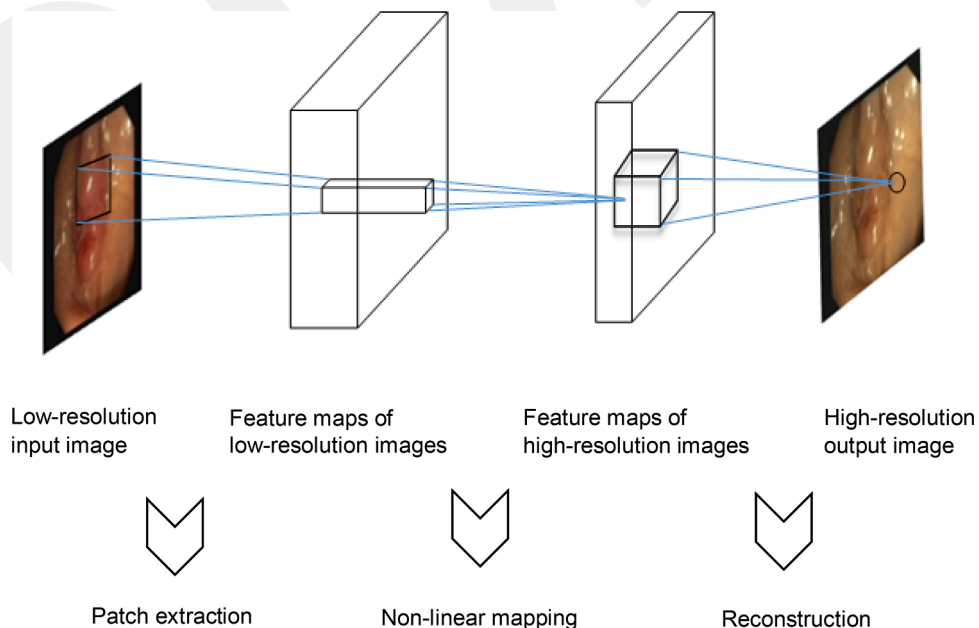 Low-resolution
input image
Feature maps of
low-resolution images
Feature maps of
high-resolution images
High-resolution
output image
Patch extraction
Non-linear mapping
Reconstruction